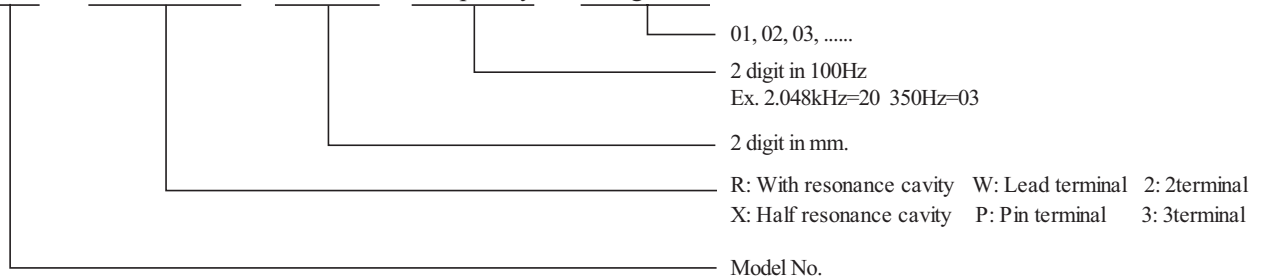 01, 02, 03, ......
2 digit in 100Hz
Ex. 2.048kHz=20 350Hz=03
2 digit in mm.
R: With resonance cavity W: Lead terminal 2: 2terminal
X: Half resonance cavity P: Pin terminal 3: 3terminal
Model No.